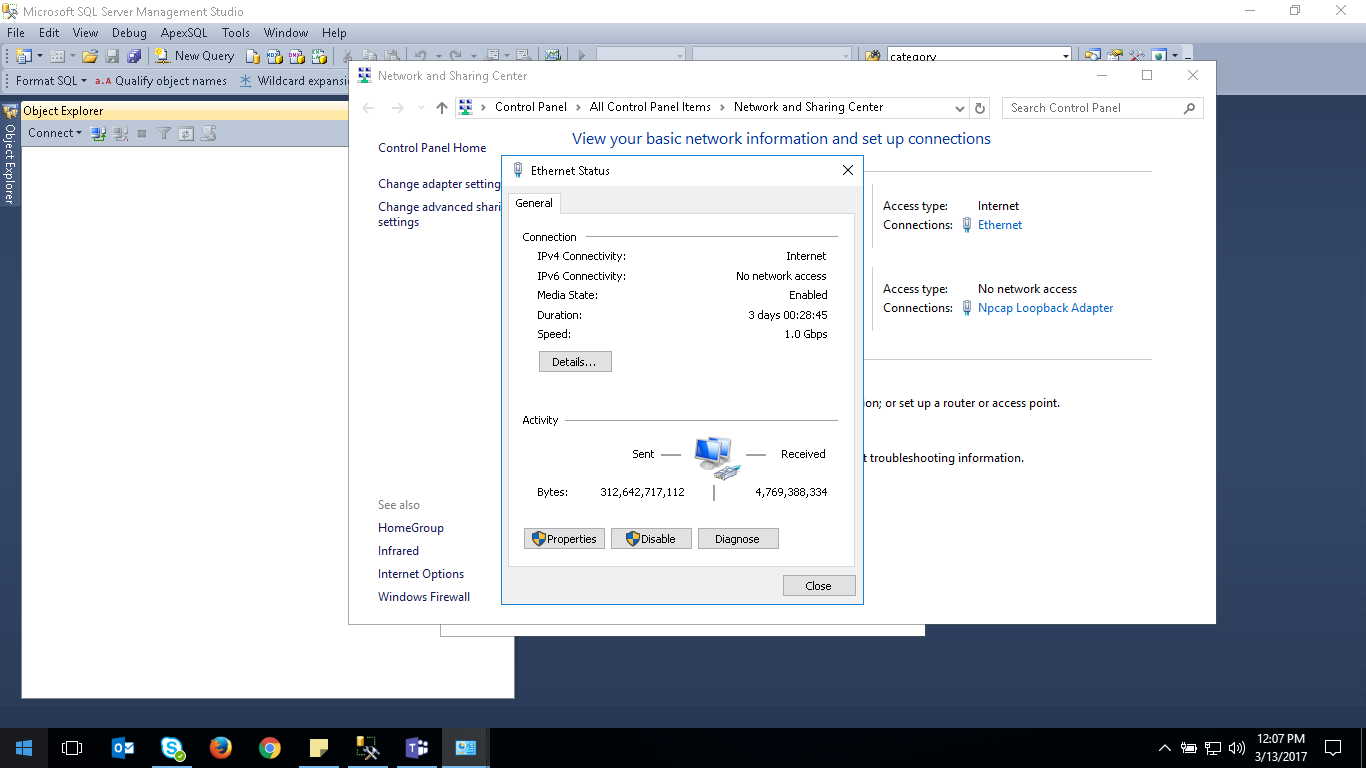 Microsoft SQL Server Management Studio
File Edit View Debug ApexSQL Tools Window Help
New Query category
Format SQL a.A Qualify object names Wildcard expansi
Network and Sharing Center
Object Explorer
Object Explorer
Connect
Control Panel All Control Panel Items Network and Sharing Center Search Control Panel
View your basic network information and set up connections
Control Panel Home
Change adapter setting
Change advanced shari
settings
Access type: Internet
Connections: Ethernet
Access type: No network access
Connections: Npcap Loopback Adapter
ion; or set up a router or access point.
t troubleshooting information.
See also
HomeGroup
Infrared
Internet Options
Windows Firewall
Ethernet Status
General
Connection
IPv4 Connectivity: Internet
IPv6 Connectivity: No network access
Media State: Enabled
Duration: 3 days 00:28:45
Speed: 1.0 Gbps
Details...
Activity
Sent Received
Bytes: 312,642,717,112 4,769,388,334
Properties Disable Diagnose
Close
12:07 PM
3/13/2017